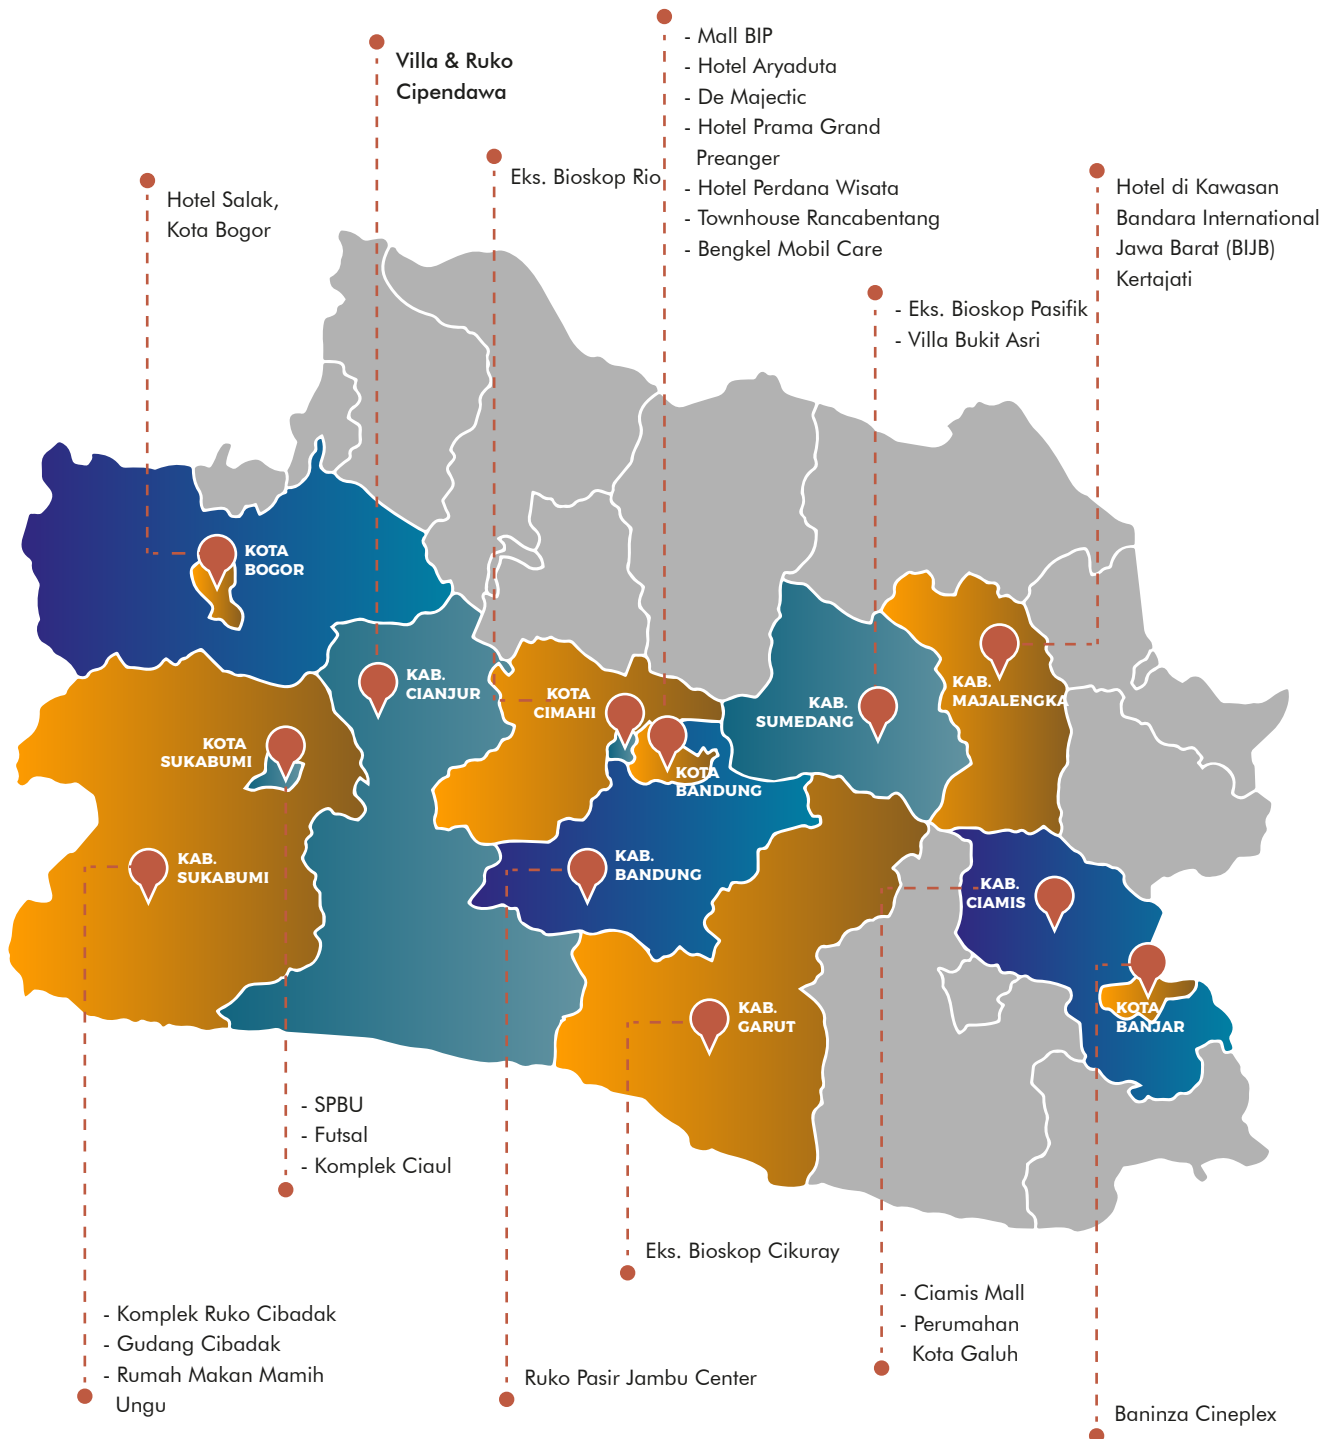 - Mall BIP
- Hotel Aryaduta
- De Majectic
- Hotel Prama Grand
Preanger
- Hotel Perdana Wisata
- Townhouse Rancabentang
- Bengkel Mobil Care
Villa & Ruko
Cipendawa
Eks. Bioskop Rio
Hotel Salak,
Kota Bogor
Hotel di Kawasan
Bandara International
Jawa Barat (BIJB)
Kertajati
- Eks. Bioskop Pasifik
- Villa Bukit Asri
KOTA
BOGOR
KAB.
CIANJUR
KOTA
CIMAHI
KAB.
SUMEDANG
KAB.
MAJALENGKA
KOTA
SUKABUMI
KOTA
BANDUNG
KAB.
SUKABUMI
KAB.
BANDUNG
KAB.
CIAMIS
KAB.
GARUT
KOTA
BANJAR
- SPBU
- Futsal
- Komplek Ciaul
Eks. Bioskop Cikuray
- Ciamis Mall
- Perumahan
Kota Galuh
- Komplek Ruko Cibadak
- Gudang Cibadak
- Rumah Makan Mamih
Ungu
Ruko Pasir Jambu Center
Baninza Cineplex